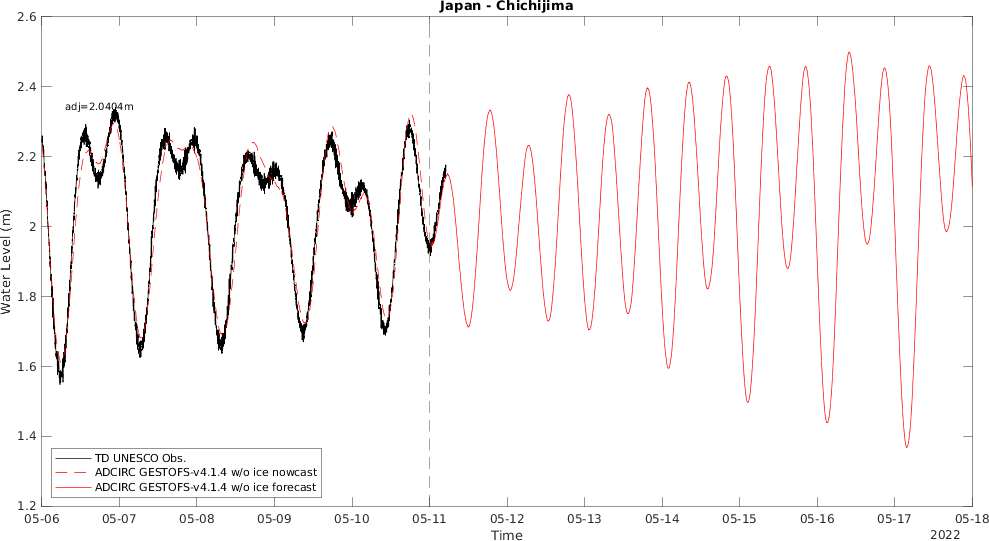 Japan - Chichijima
2.6
2.4
2.2
2
1.8
1.6
1.4
1.2
Water Level (m)
adj=2.0404m
TD UNESCO Obs.
ADCIRC GESTOFS-v4.1.4 w/o ice nowcast
ADCIRC GESTOFS-v4.1.4 w/o ice forecast
05-06 05-07 05-08 05-09 05-10 05-11 05-12 05-13 05-14 05-15 05-16 05-17 05-18
Time
2022